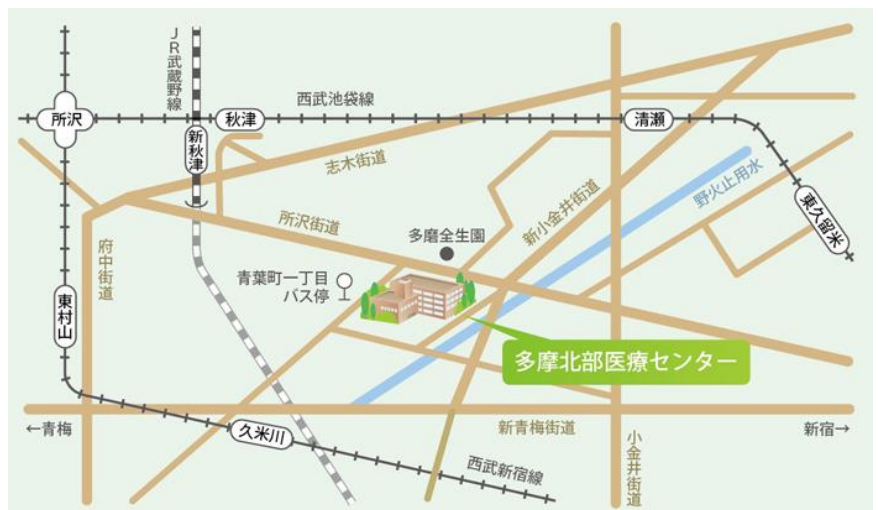 JR武蔵野線
所沢
新秋津
秋津
西武池袋線
清瀬
志木街道
野火止用水
東久留米
所沢街道
新小金井街道
府中街道
多磨全生園
青葉町一丁目
バス停
東村山
多摩北部医療センター
←青梅
久米川
新青梅街道
新宿→
小金井街道
西武新宿線